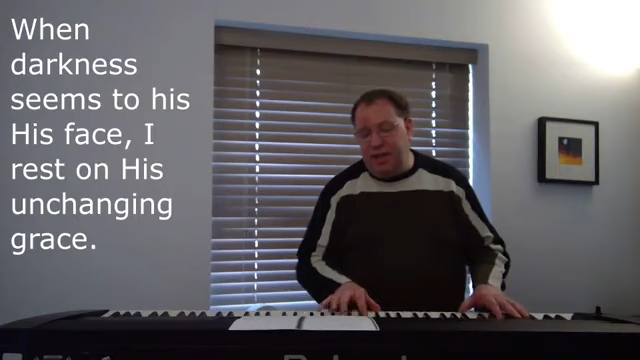 When
darkness
seems to his
His face, I
rest on His
unchanging
grace.